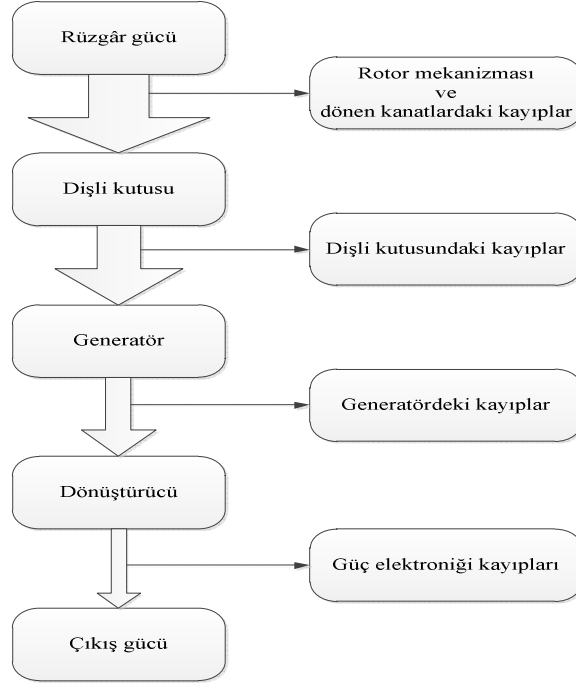 Rüzgâr gücü
Rotor mekanizması
ve
dönen kanatlardaki kayıplar
Dişli kutusu
Dişli kutusundaki kayıplar
Generatör
Generatördeki kayıplar
Dönüştürücü
Güç elektroniği kayıpları
Çıkış gücü